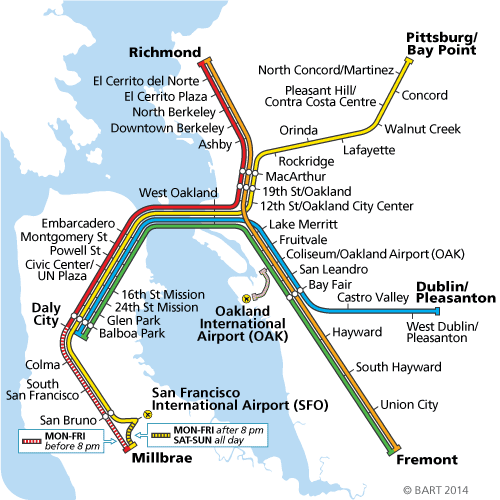 Richmond
El Cerrito del Norte
El Cerrito Plaza
North Berkeley
Downtown Berkeley
Ashby
Pittsburg/
Bay Point
North Concord/Martinez
Concord
Pleasant Hill/
Contra Costa Centre
Walnut Creek
Lafayette
Orinda
Rockridge
MacArthur
19th St/Oakland
12th St/Oakland City Center
West Oakland
Lake Merritt
Fruitvale
Coliseum/Oakland Airport (OAK)
San Leandro
Bay Fair
Embarcadero
Montgomery St
Powell St
Civic Center/
UN Plaza
16th St Mission
24th St Mission
Glen Park
Balboa Park
Daly
City
Oakland
International
Airport (OAK)
Castro Valley
Dublin/
Pleasanton
West Dublin/
Pleasanton
Hayward
South Hayward
Union City
Fremont
Colma
South
San Francisco
San Bruno
San Francisco
International Airport (SFO)
MON-FRI
before 8 pm
MON-FRI after 8 pm
SAT-SUN all day
Millbrae
© BART 2014